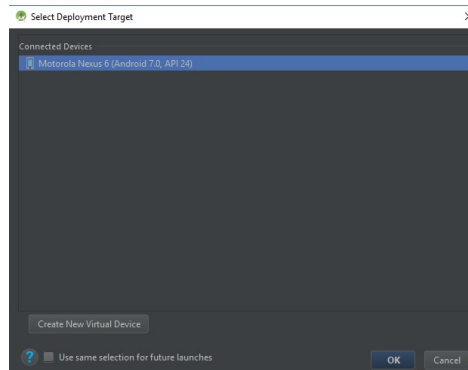 Select Deployment Target
Connected Devices
Motorola Nexus 6 (Android 7.0, API 24)
Create New Virtual Device
? Use same selection for future launches
OK Cancel